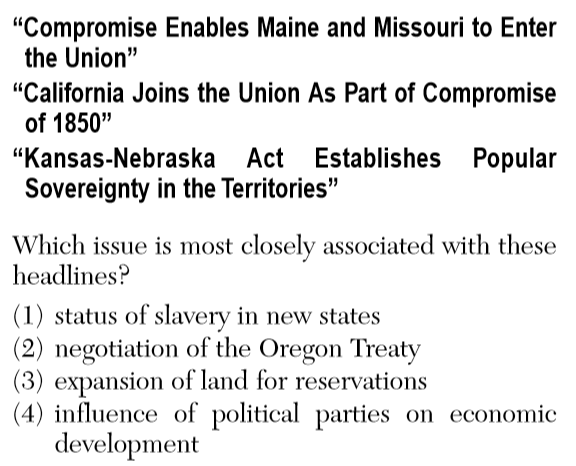 “Compromise Enables Maine and Missouri to Enter
the Union”
“California Joins the Union As Part of Compromise
of 1850”
“Kansas-Nebraska Act Establishes Popular
Sovereignty in the Territories”
Which issue is most closely associated with these
headlines?
(1) status of slavery in new states
(2) negotiation of the Oregon Treaty
(3) expansion of land for reservations
(4) influence of political parties on economic
development